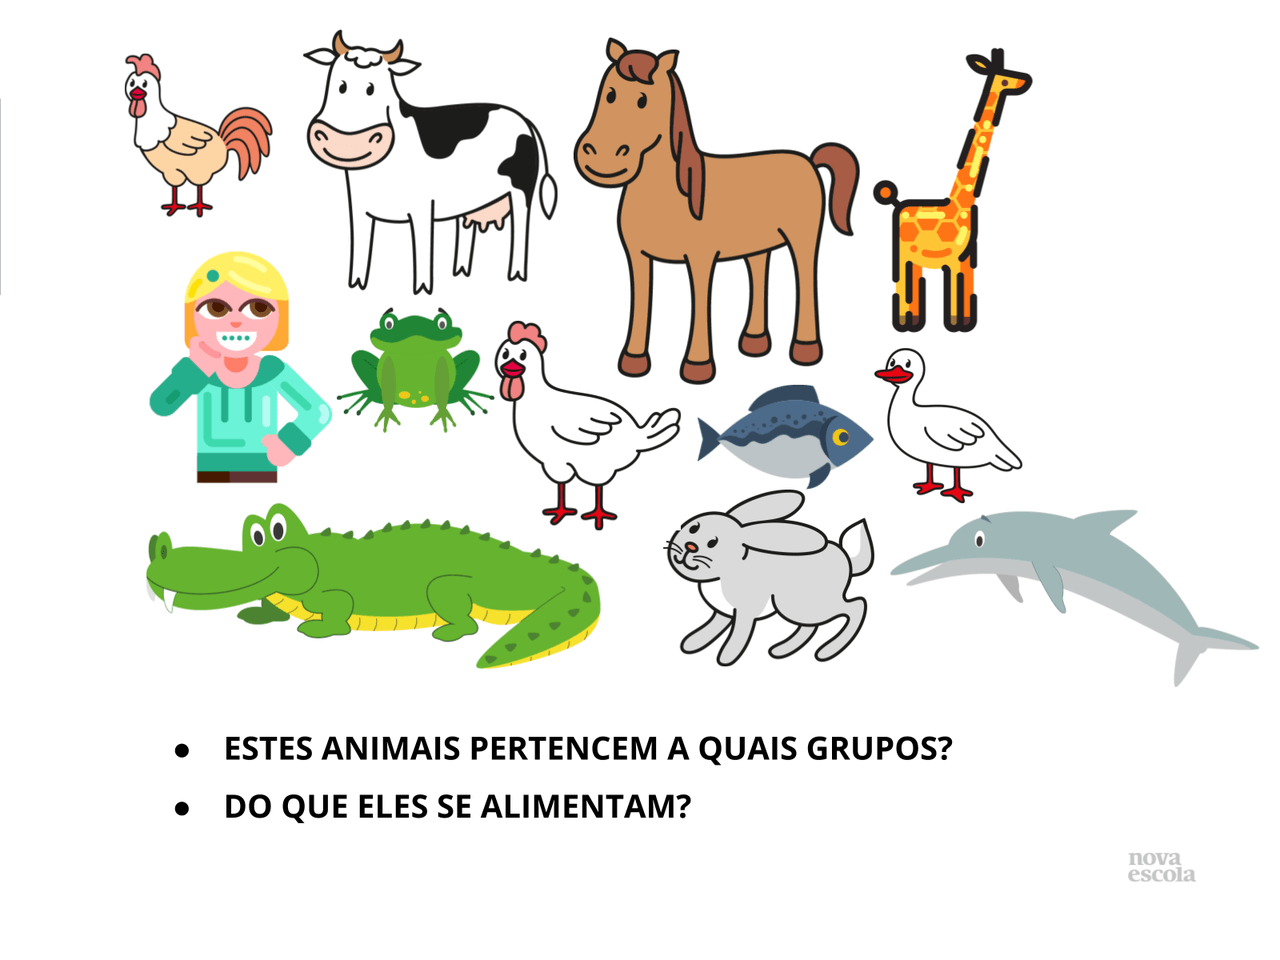 ● ESTES ANIMAIS PERTENCEM A QUAIS GRUPOS?
● DO QUE ELES SE ALIMENTAM?
nova
escola